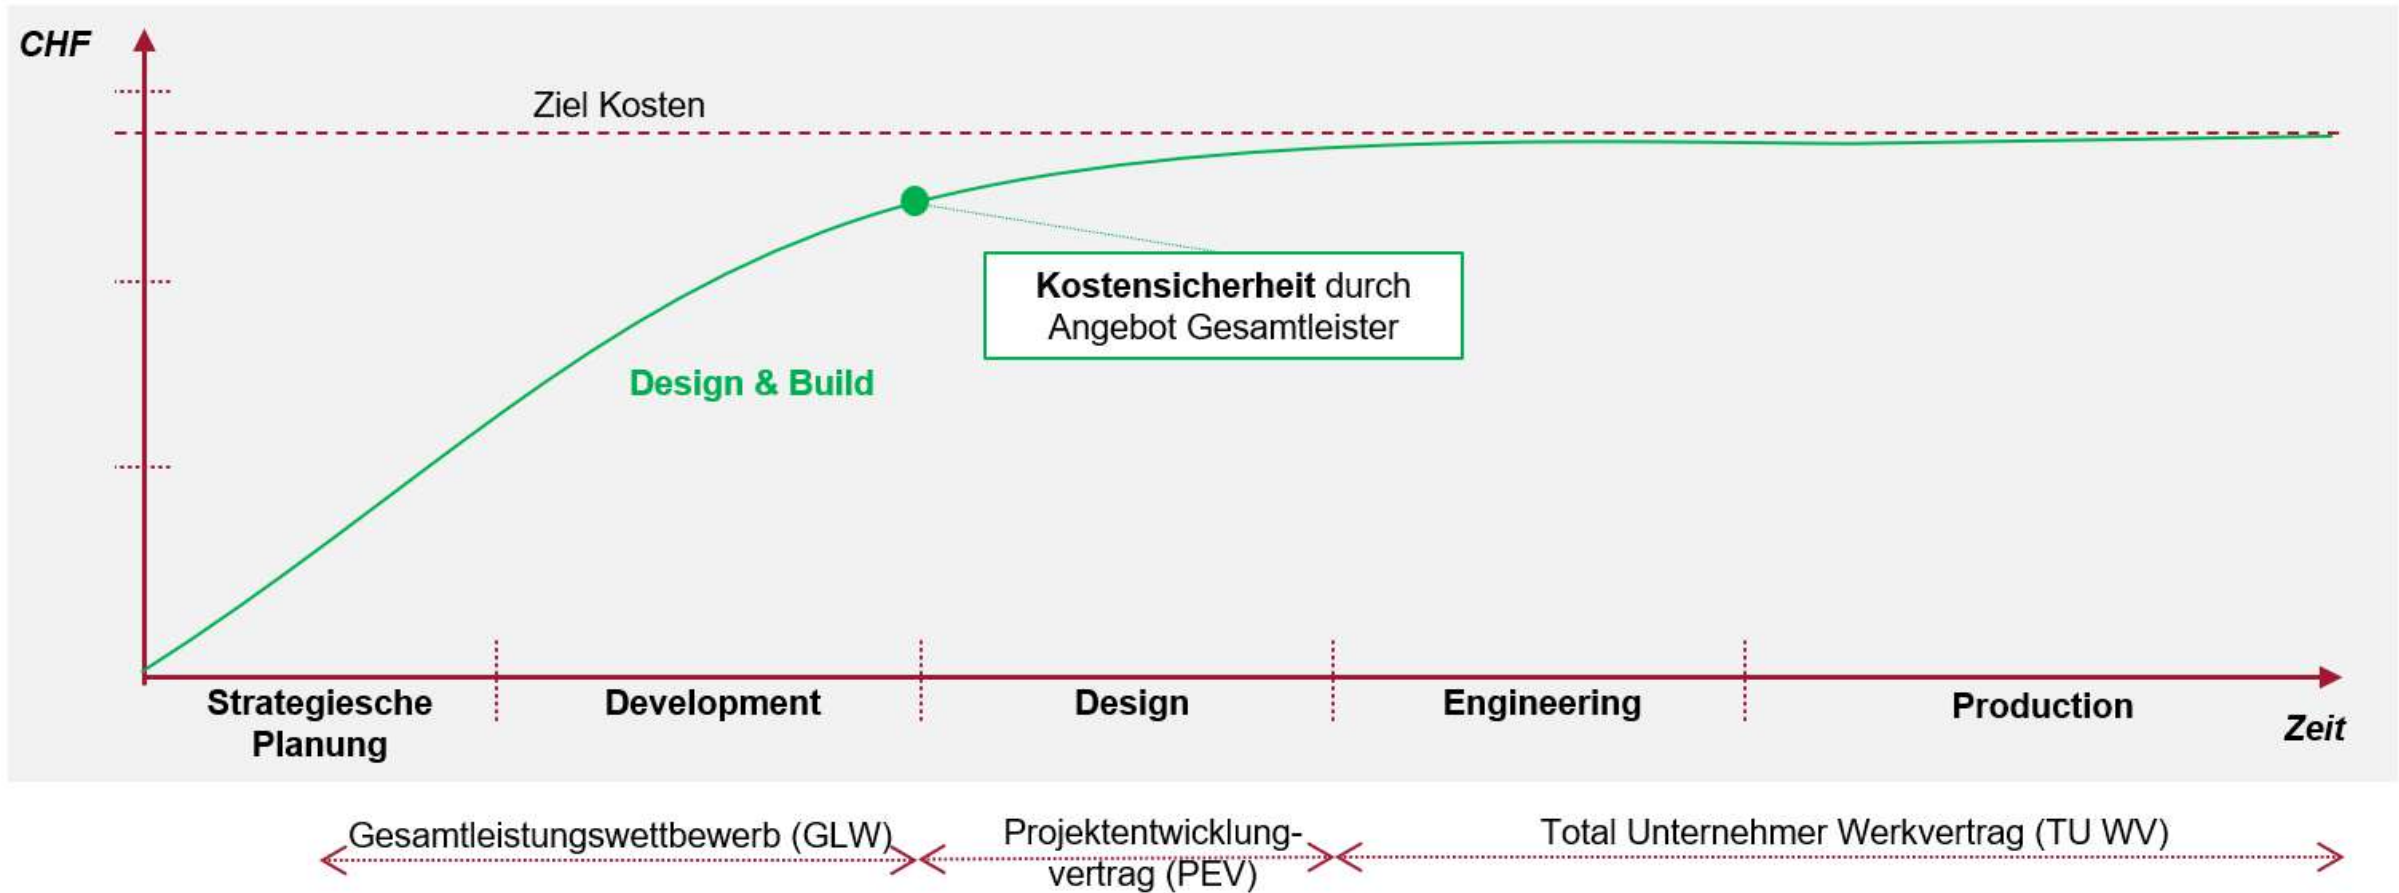 CHF
Ziel Kosten
Kostensicherheit durch
Angebot Gesamtleister
Design & Build
Strategiesche
Planung
Development
Design
Engineering
Production
Zeit
Gesamtleistungswettbewerb (GLW)
Projektentwicklung-
vertrag (PEV)
Total Unternehmer Werkvertrag (TU WV)